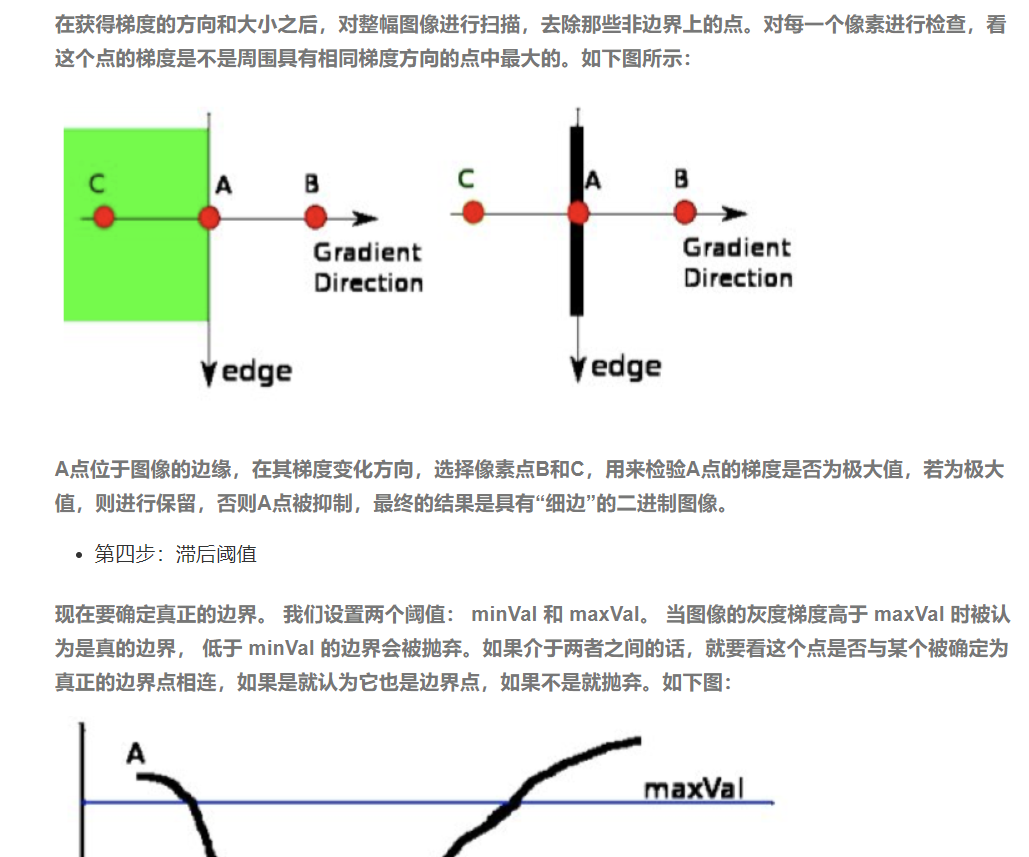 在获得梯度的方向和大小之后，对整幅图像进行扫描，去除那些非边界上的点。对每一个像素进行检查，看
这个点的梯度是不是周围具有相同梯度方向的点中最大的。如下图所示：
C A B
Gradient
Direction
edge
C A B
Gradient
Direction
edge
A点位于图像的边缘，在其梯度变化方向，选择像素点B和C，用来检验A点的梯度是否为极大值，若为极大
值，则进行保留，否则A点被抑制，最终的结果是具有“细边”的二进制图像。
• 第四步：滞后阈值
现在要确定真正的边界。 我们设置两个阈值： minVal 和 maxVal。 当图像的灰度梯度高于 maxVal 时被认
为是真的边界， 低于 minVal 的边界会被抛弃。如果介于两者之间的话，就要看这个点是否与某个被确定为
真正的边界点相连，如果是就认为它也是边界点，如果不是就抛弃。如下图：
A
maxVal